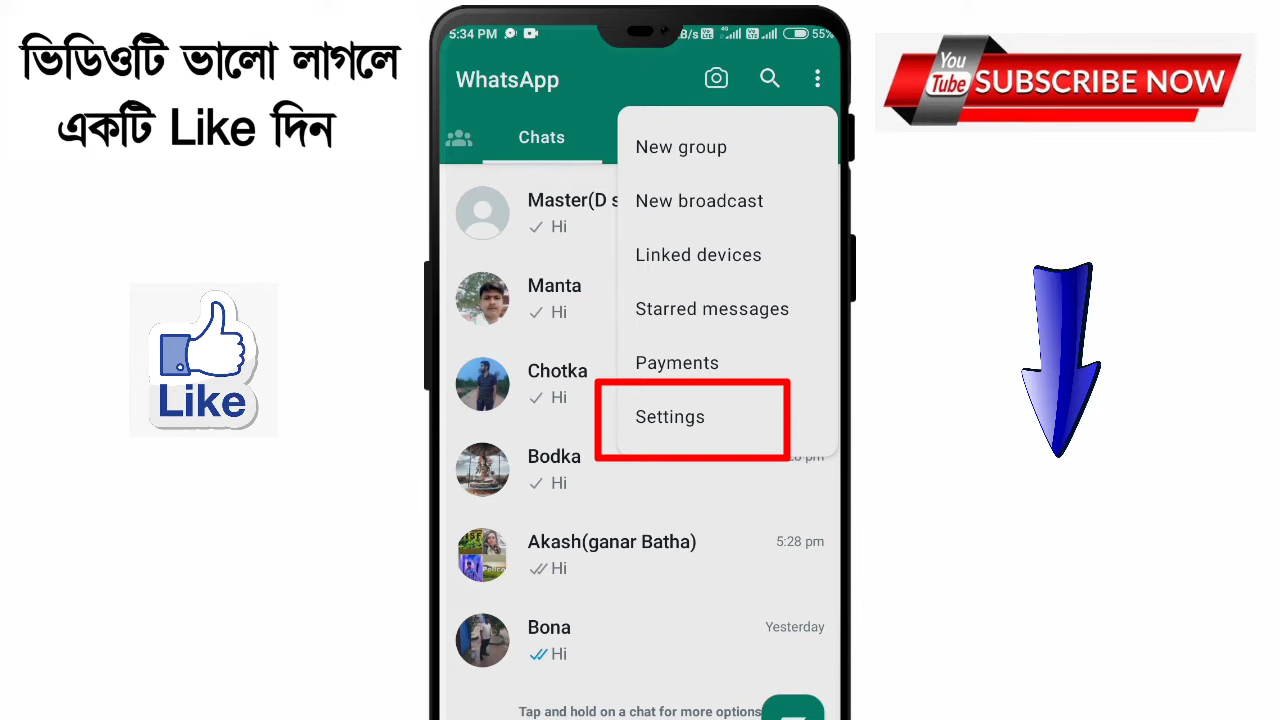 ভিডিওটি ভালো লাগলে
একটি Like দিন
Like
5:34 PM
B/s
55%
WhatsApp
Chats
New group
New broadcast
Linked devices
Starred messages
Payments
Settings
Master(D s
Hi
Manta
Hi
Chotka
Hi
Bodka
Hi
Akash(ganar Batha)
5:28 pm
Hi
Bona
Yesterday
Hi
Tap and hold on a chat for more options
You
Tube
SUBSCRIBE NOW